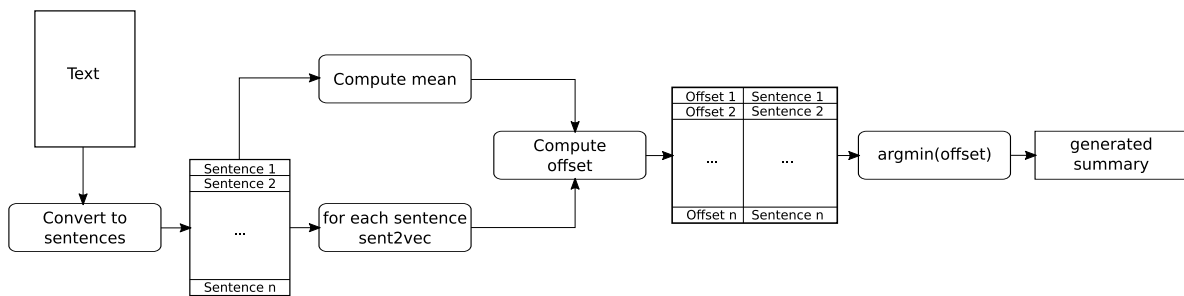 Text
Convert to
sentences
Sentence 1
Sentence 2
...
Sentence n
Compute mean
for each sentence
sent2vec
Compute
offset
Offset 1 Sentence 1
Offset 2 Sentence 2
... ...
Offset n Sentence n
argmin(offset)
generated
summary